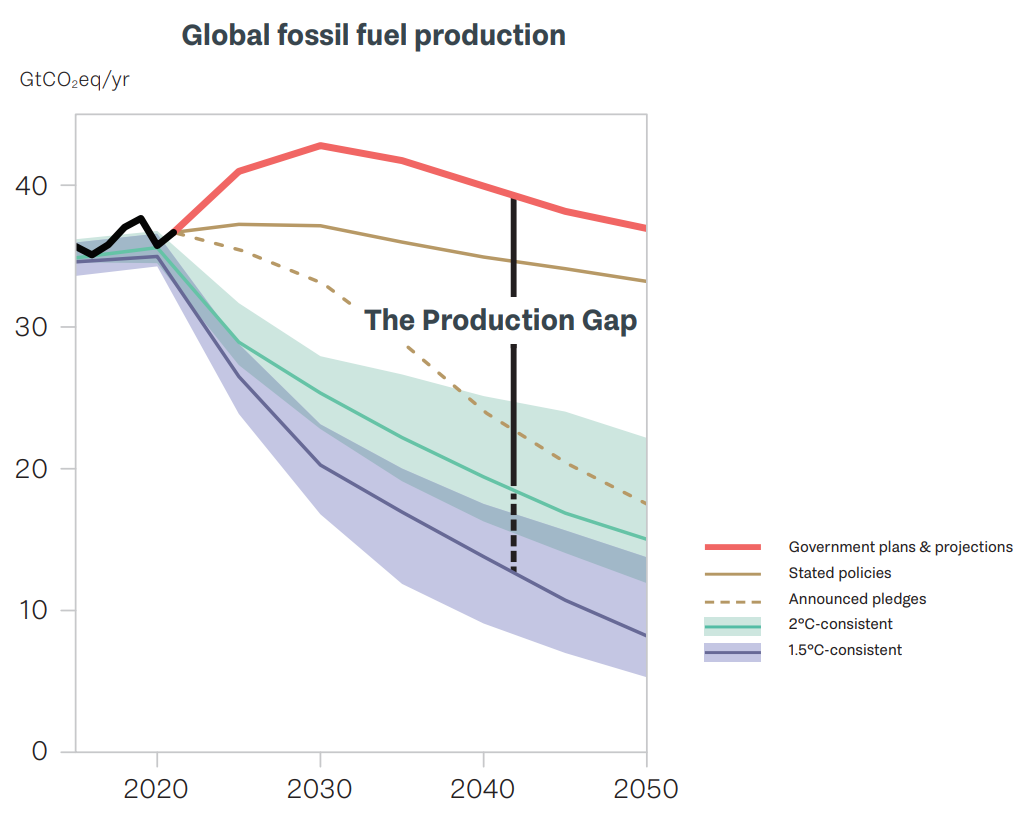 Global fossil fuel production
GtCO₂eq/yr
40
30
20
10
0
2020
2030
2040
2050
The Production Gap
Government plans & projections
Stated policies
Announced pledges
2°C-consistent
1.5°C-consistent